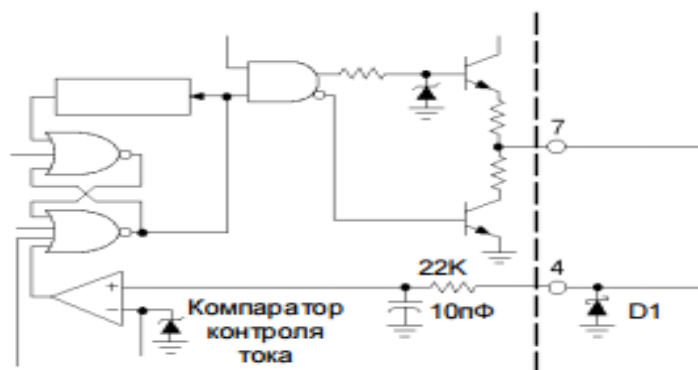 7
22K
4
10пФ
D1
+
−
Компаратор
контроля
тока